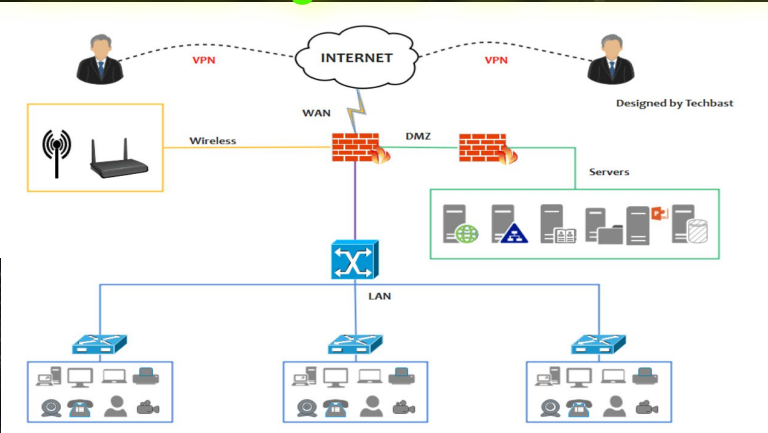 INTERNET
VPN
VPN
Designed by Techbast
WAN
DMZ
Wireless
Servers
LAN